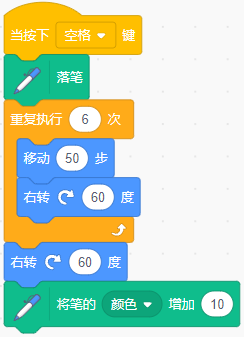 当按下 空格 键
落笔
重复执行 6 次
移动 50 步
右转 60 度
右转 60 度
将笔的 颜色 增加 10